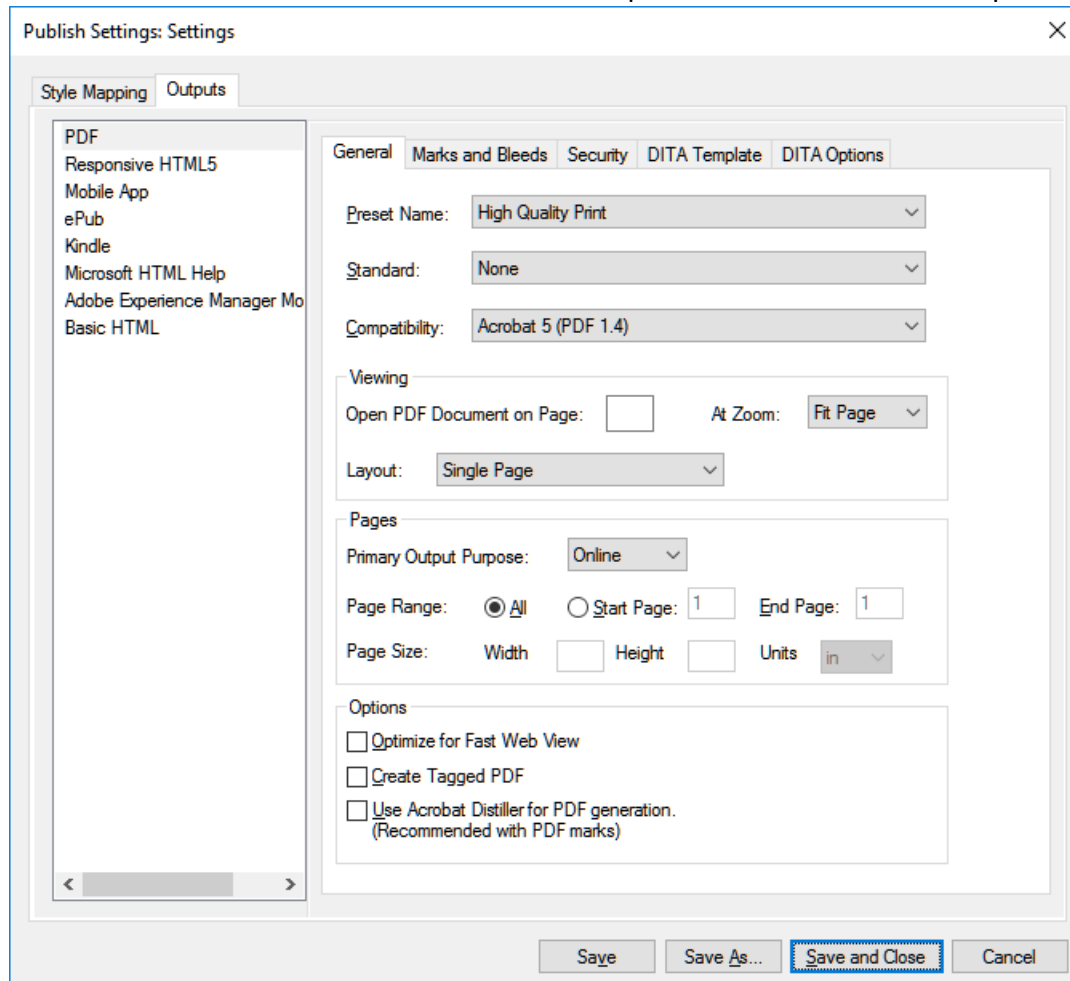 Publish Settings: Settings
Style Mapping Outputs
PDF
Responsive HTML5
Mobile App
ePub
Kindle
Microsoft HTML Help
Adobe Experience Manager Mo
Basic HTML
General Marks and Bleeds Security DITA Template DITA Options
Preset Name: High Quality Print
Standard: None
Compatibility: Acrobat 5 (PDF 1.4)
Viewing
Open PDF Document on Page: At Zoom: Fit Page
Layout: Single Page
Pages
Primary Output Purpose: Online
Page Range: All Start Page: 1 End Page: 1
Page Size: Width Height Units in
Options
Optimize for Fast Web View
Create Tagged PDF
Use Acrobat Distiller for PDF generation.
(Recommended with PDF marks)
Save Save As... Save and Close Cancel